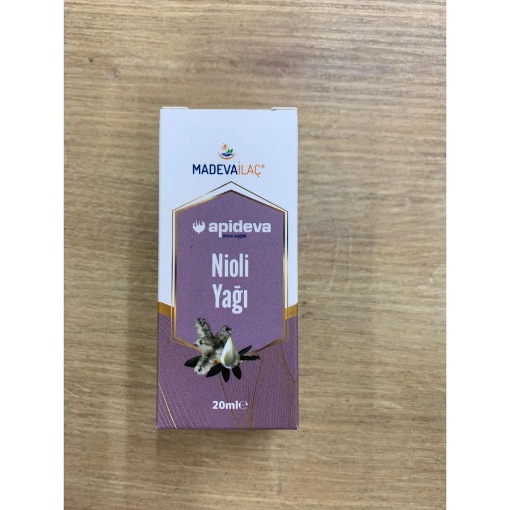 MADEVAİLAÇ®
apideva
Nioli
Yağı
20ml℮